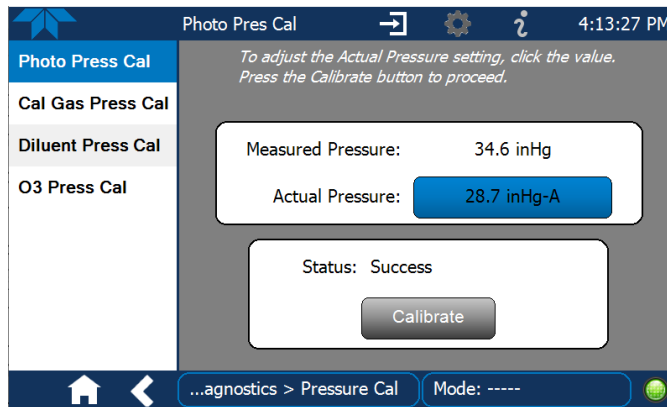 Photo Pres Cal
4:13:27 PM
Photo Press Cal
Cal Gas Press Cal
Diluent Press Cal
O3 Press Cal
To adjust the Actual Pressure setting, click the value.
Press the Calibrate button to proceed.
Measured Pressure: 34.6 inHg
Actual Pressure: 28.7 inHg-A
Status: Success
Calibrate
...agnostics > Pressure Cal
Mode: -----